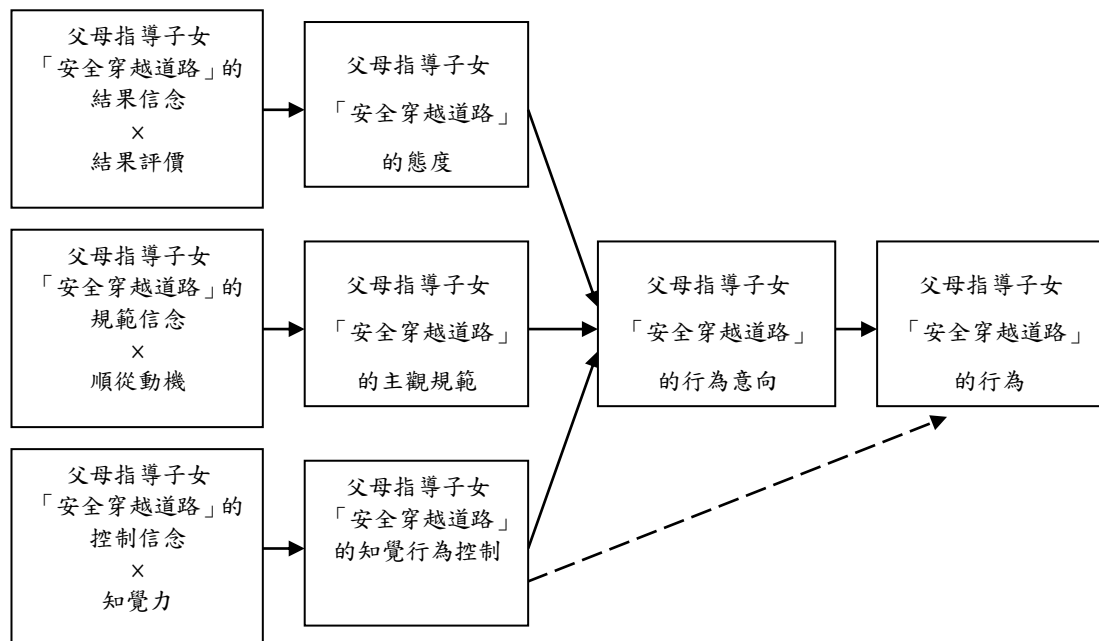 父母指導子女
「安全穿越道路」的
結果信念
×
結果評價
父母指導子女
「安全穿越道路」
的態度
父母指導子女
「安全穿越道路」的
規範信念
×
順從動機
父母指導子女
「安全穿越道路」
的主觀規範
父母指導子女
「安全穿越道路」
的行為意向
父母指導子女
「安全穿越道路」
的行為
父母指導子女
「安全穿越道路」的
控制信念
×
知覺力
父母指導子女
「安全穿越道路」
的知覺行為控制